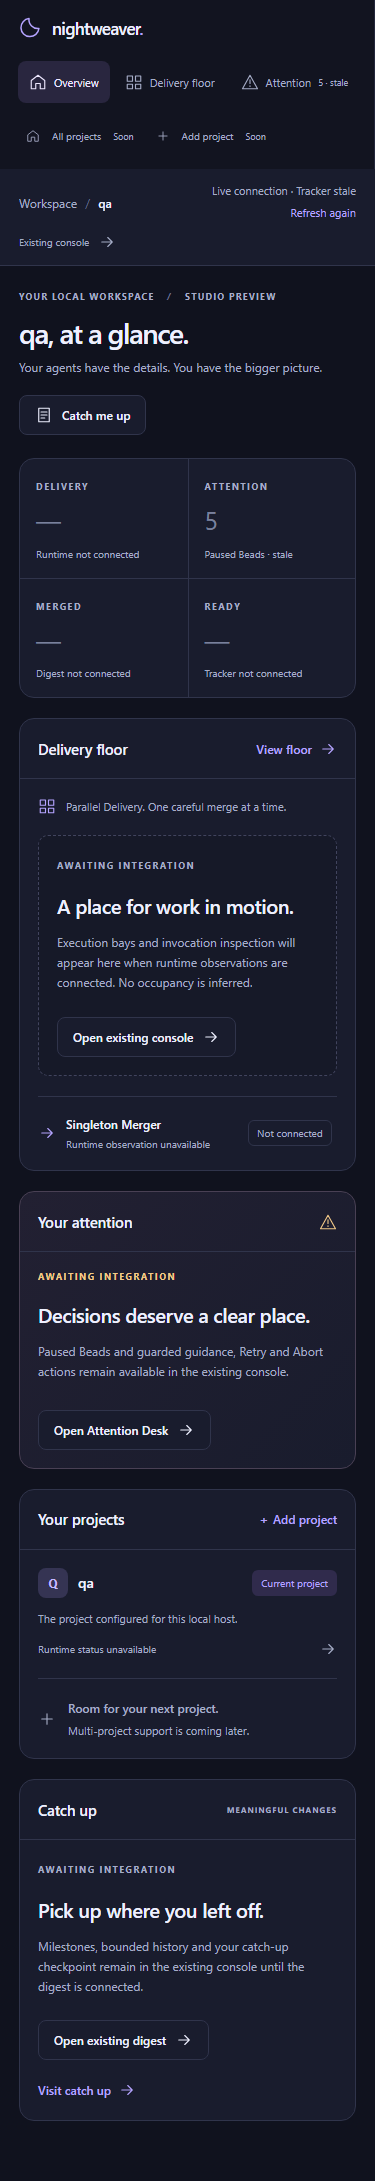 nightweaver.
Overview
Delivery floor
Attention 5 · stale
All projects Soon
Add project Soon
Workspace / qa
Live connection · Tracker stale
Refresh again
Existing console
YOUR LOCAL WORKSPACE / STUDIO PREVIEW
qa, at a glance.
Your agents have the details. You have the bigger picture.
Catch me up
DELIVERY
—
Runtime not connected
ATTENTION
5
Paused Beads · stale
MERGED
—
Digest not connected
READY
—
Tracker not connected
Delivery floor
View floor
Parallel Delivery. One careful merge at a time.
AWAITING INTEGRATION
A place for work in motion.
Execution bays and invocation inspection will
appear here when runtime observations are
connected. No occupancy is inferred.
Open existing console
Singleton Merger
Runtime observation unavailable
Not connected
Your attention
AWAITING INTEGRATION
Decisions deserve a clear place.
Paused Beads and guarded guidance, Retry and Abort
actions remain available in the existing console.
Open Attention Desk
Your projects
+ Add project
Q qa
Current project
The project configured for this local host.
Runtime status unavailable
Room for your next project.
Multi-project support is coming later.
Catch up
MEANINGFUL CHANGES
AWAITING INTEGRATION
Pick up where you left off.
Milestones, bounded history and your catch-up
checkpoint remain in the existing console until the
digest is connected.
Open existing digest
Visit catch up